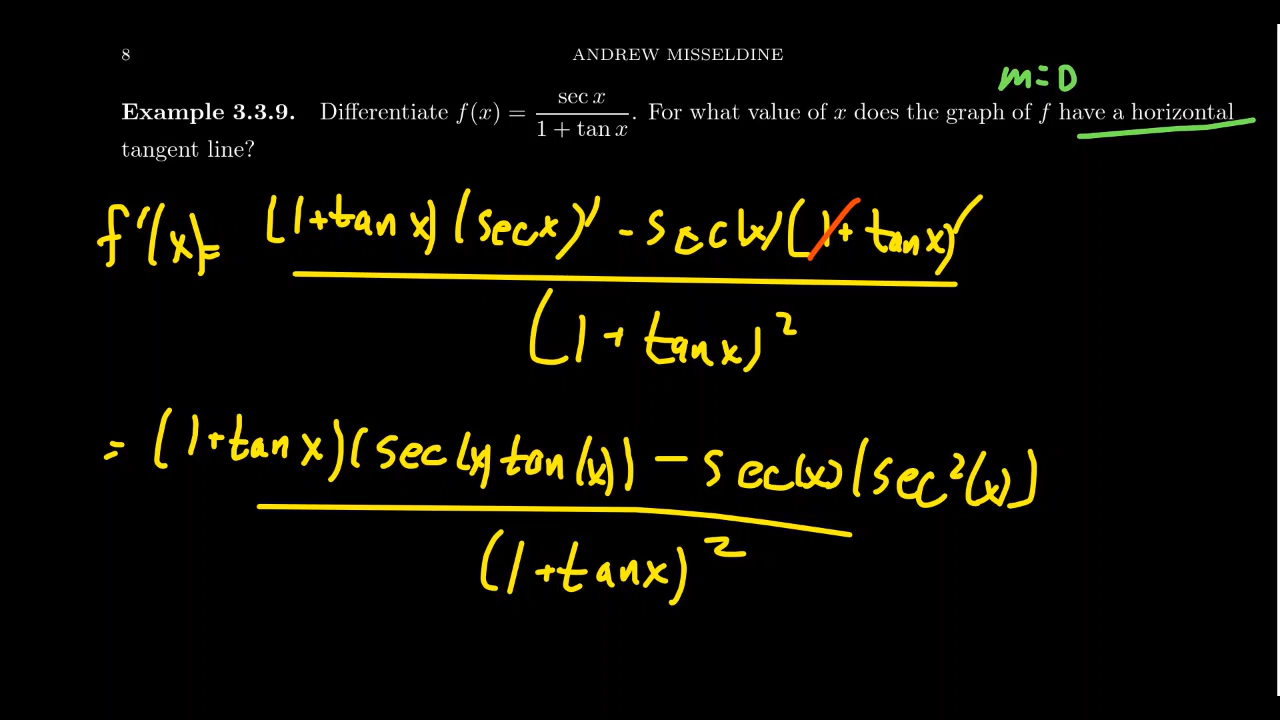 8 ANDREW MISSELDINE
m=0
Example 3.3.9. Differentiate f(x) = sec x / (1 + tan x). For what value of x does the graph of f have a horizontal
tangent line?
f'(x)= ((1+tan x)(sec x)' - sec(x)(1+ tan x)') / (1 + tan x)²
= ((1+tan x)(sec(x) tan(x)) - sec(x)(sec²(x))) / (1+tan x)²